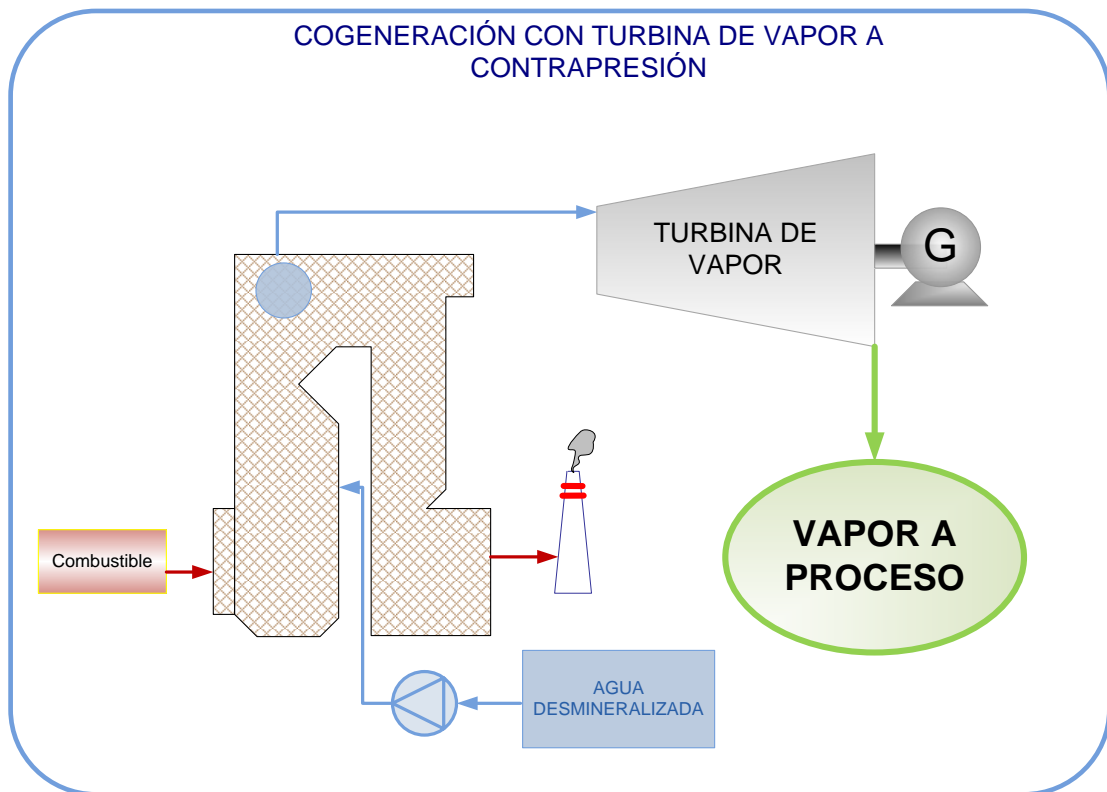 COGENERACIÓN CON TURBINA DE VAPOR A
CONTRAPRESIÓN
TURBINA DE
VAPOR
G
Combustible
VAPOR A
PROCESO
AGUA
DESMINERALIZADA